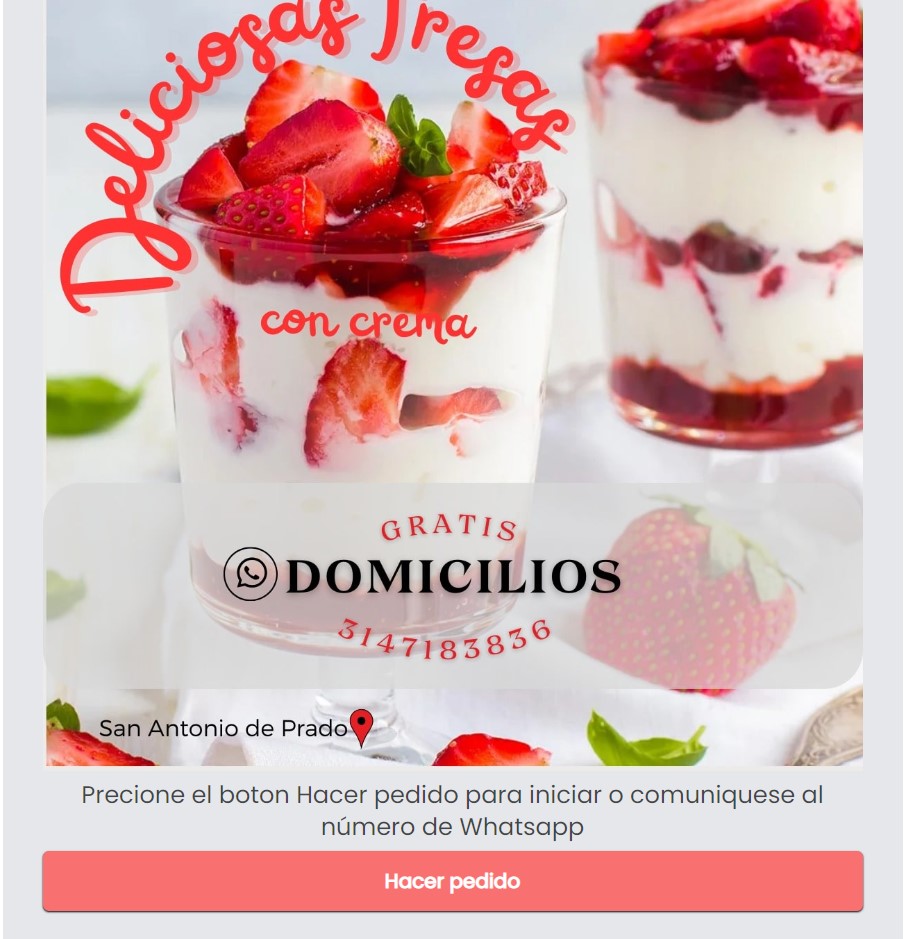 Deliciosas fresas
con crema
GRATIS
DOMICILIOS
3147183836
San Antonio de Prado
Precione el boton Hacer pedido para iniciar o comuniquese al
número de Whatsapp
Hacer pedido